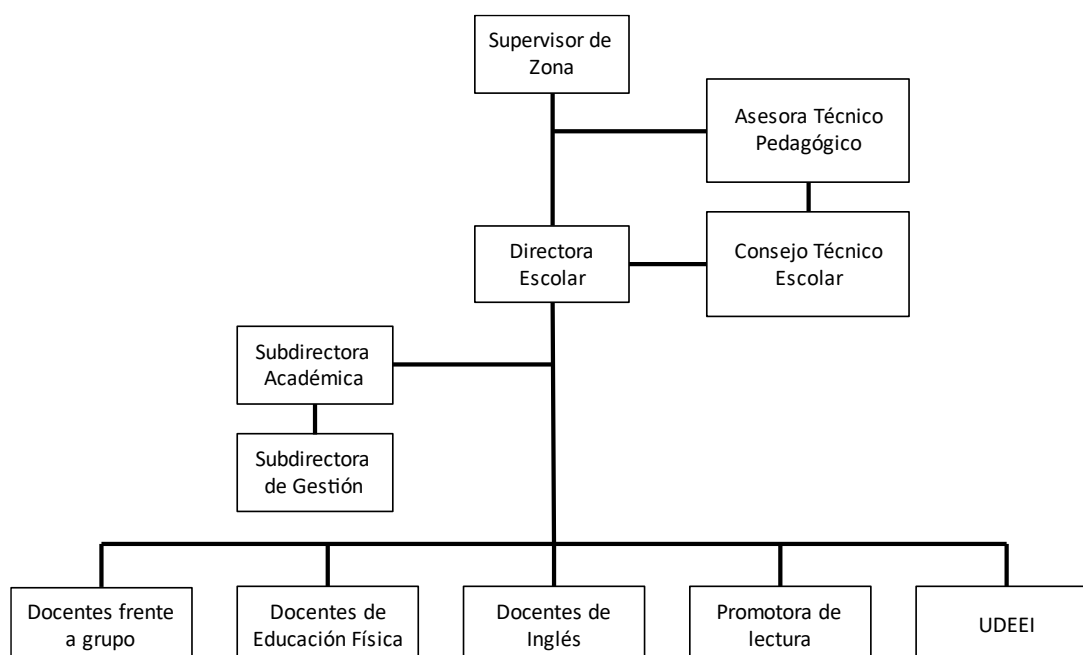 Supervisor de
Zona
Asesora Técnico
Pedagógico
Directora
Escolar
Consejo Técnico
Escolar
Subdirectora
Académica
Subdirectora
de Gestión
Docentes frente
a grupo
Docentes de
Educación Física
Docentes de
Inglés
Promotora de
lectura
UDEEI